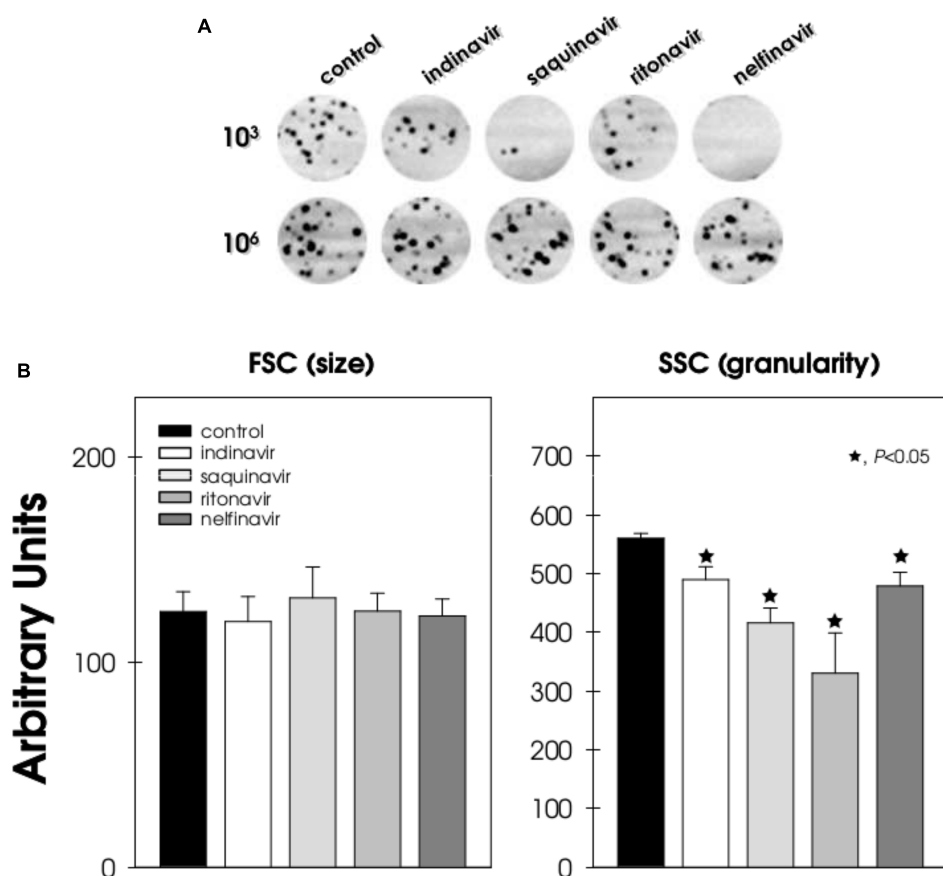 A
control indinavir saquinavir ritonavir nelfinavir
10³
10⁶
B
FSC (size)
SSC (granularity)
Arbitrary Units
200
100
0
control
indinavir
saquinavir
ritonavir
nelfinavir
700
600
500
400
300
200
100
0
★, P<0.05